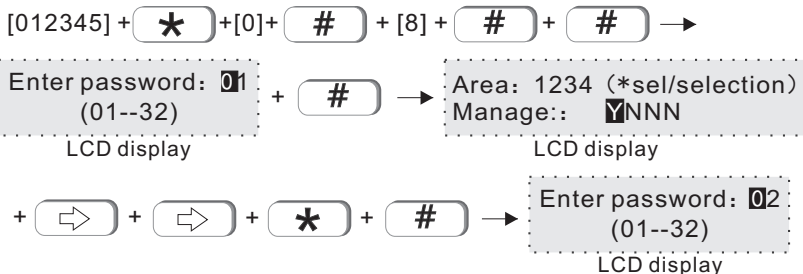 [012345] + * +[0]+ # + [8] + # + # →
Enter password: 01
(01--32)
+ # →
Area: 1234 (*sel/selection)
Manage:: YNNN
LCD display
LCD display
+ ⇨ + ⇨ + * + # →
Enter password: 02
(01--32)
LCD display